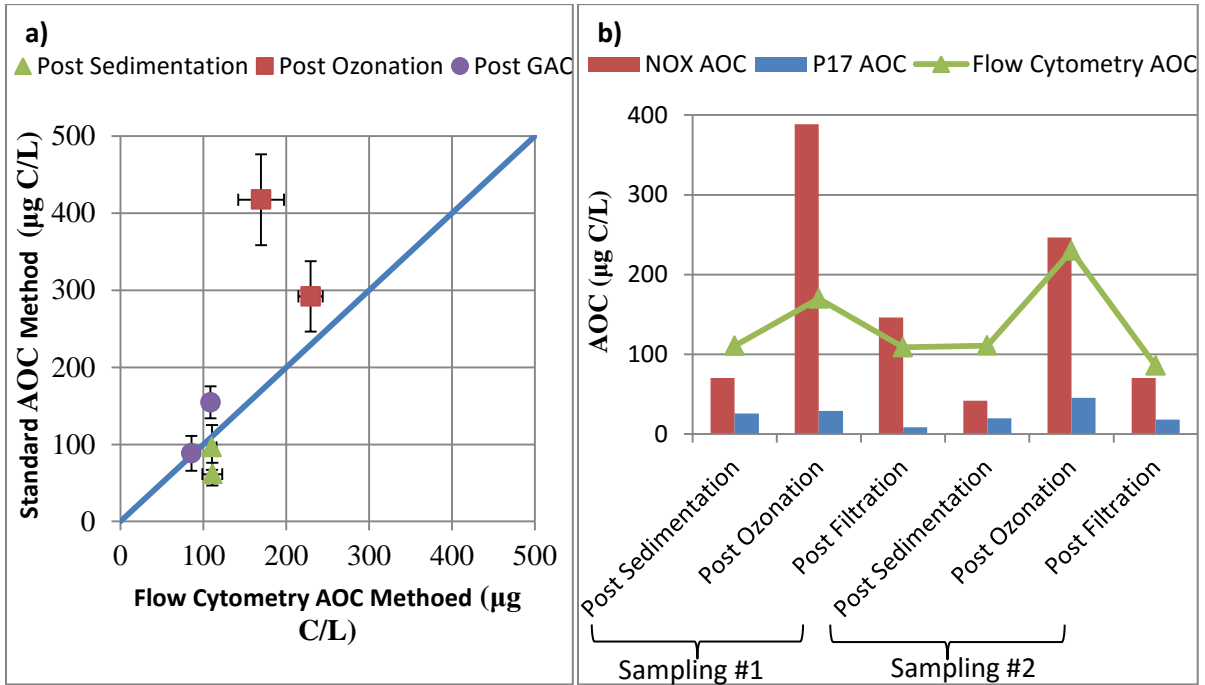 a)
Post Sedimentation Post Ozonation Post GAC
Standard AOC Method (µg C/L)
500
400
300
200
100
0
0 100 200 300 400 500
Flow Cytometry AOC Methoed (µg
C/L)
b)
NOX AOC P17 AOC Flow Cytometry AOC
AOC (µg C/L)
400
300
200
100
0
Post Sedimentation
Post Ozonation
Post Filtration
Post Sedimentation
Post Ozonation
Post Filtration
Sampling #1
Sampling #2